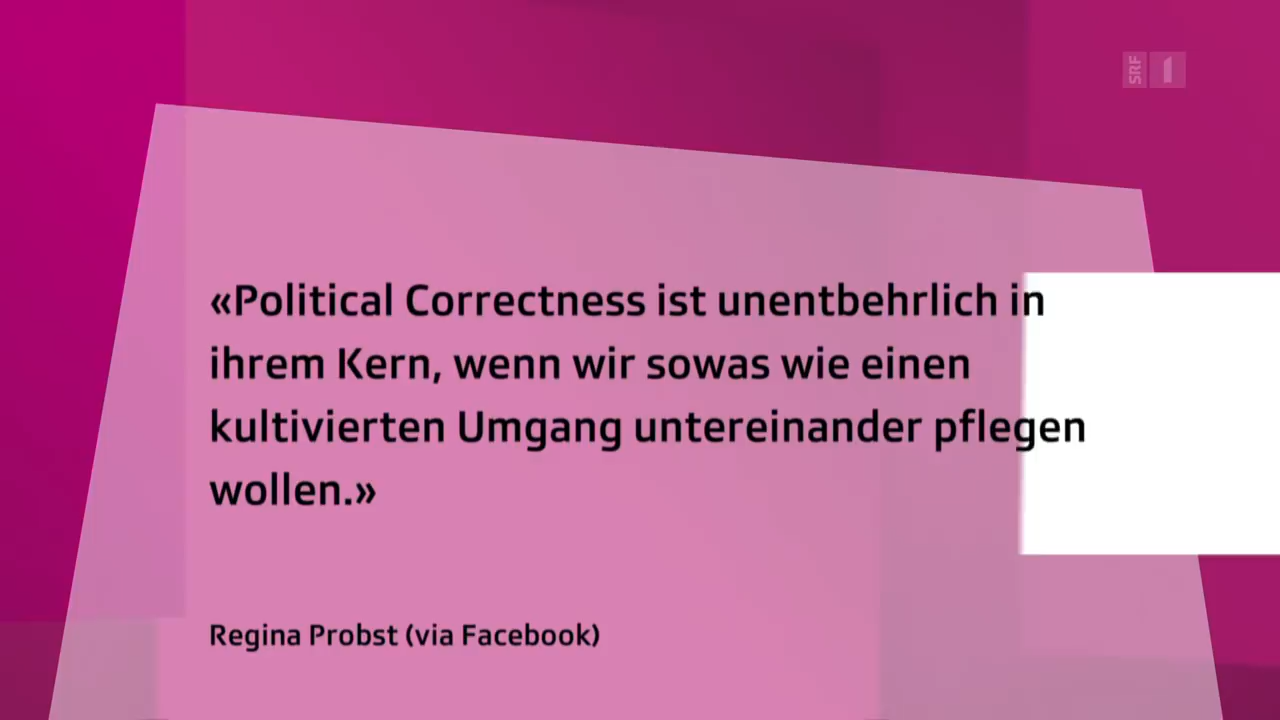 SRF 1
«Political Correctness ist unentbehrlich in
ihrem Kern, wenn wir sowas wie einen
kultivierten Umgang untereinander pflegen
wollen.»
Regina Probst (via Facebook)